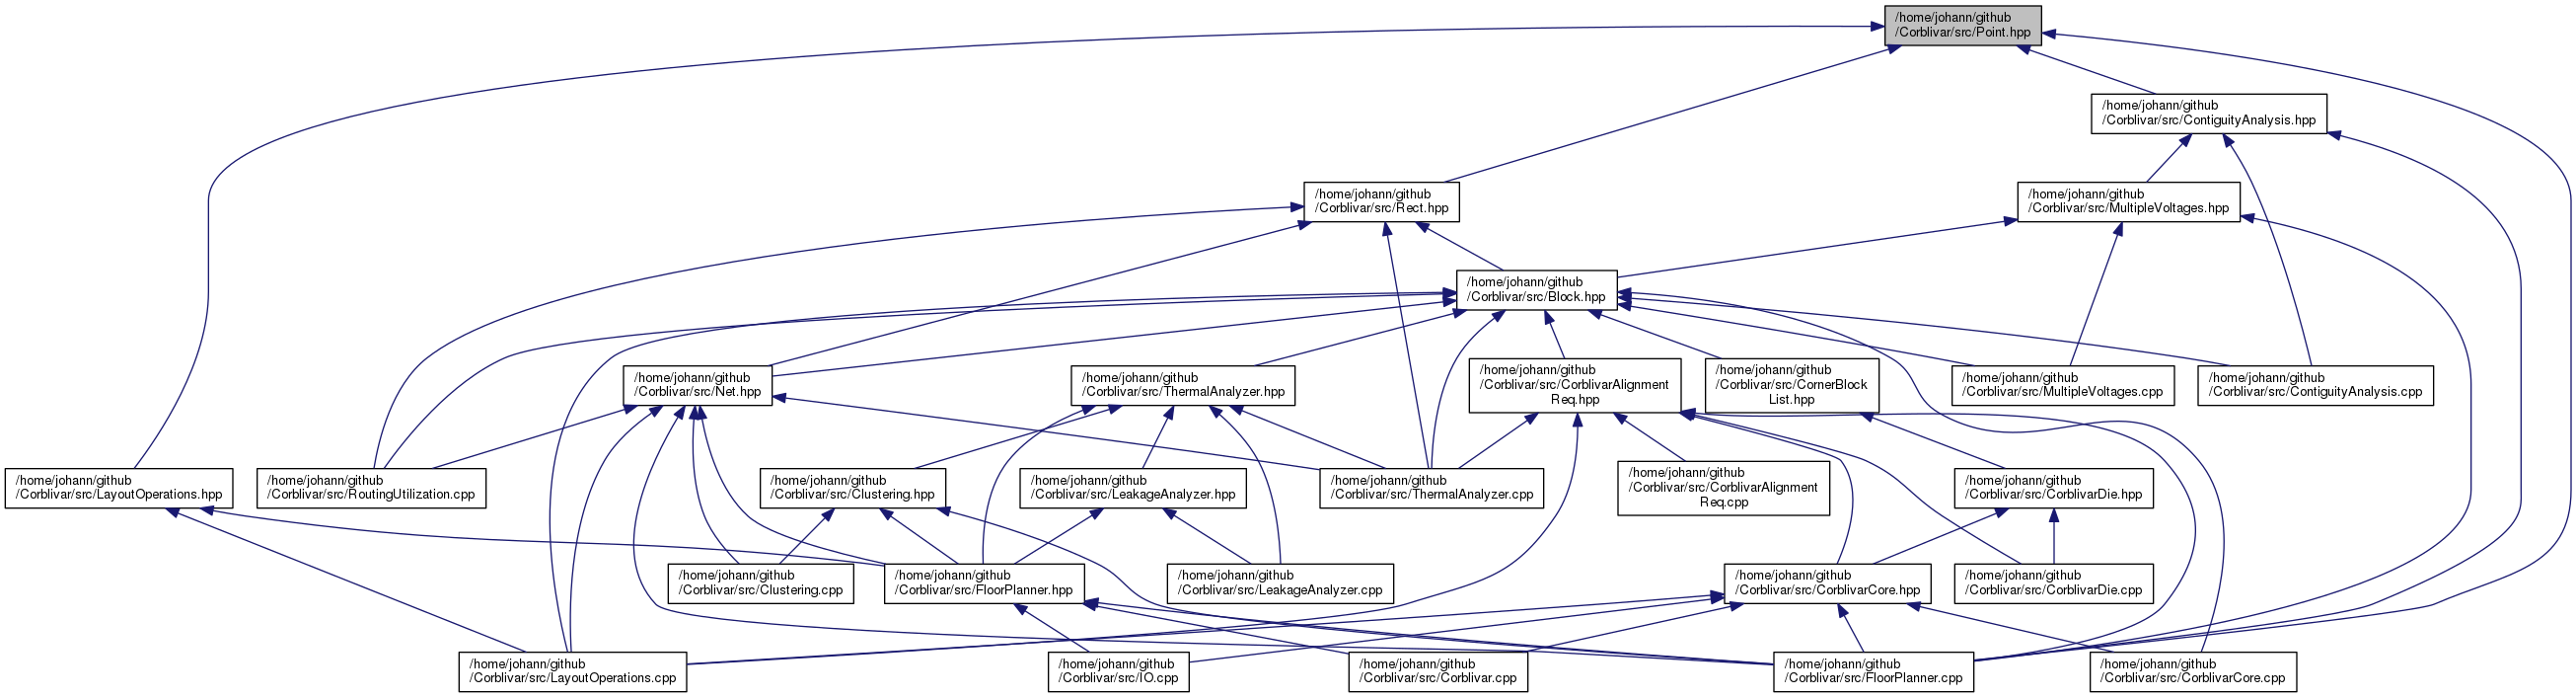 /home/johann/github
/Corblivar/src/Point.hpp
/home/johann/github
/Corblivar/src/ContiguityAnalysis.hpp
/home/johann/github
/Corblivar/src/Rect.hpp
/home/johann/github
/Corblivar/src/MultipleVoltages.hpp
/home/johann/github
/Corblivar/src/Block.hpp
/home/johann/github
/Corblivar/src/Net.hpp
/home/johann/github
/Corblivar/src/ThermalAnalyzer.hpp
/home/johann/github
/Corblivar/src/CorblivarAlignment
Req.hpp
/home/johann/github
/Corblivar/src/CornerBlock
List.hpp
/home/johann/github
/Corblivar/src/MultipleVoltages.cpp
/home/johann/github
/Corblivar/src/ContiguityAnalysis.cpp
/home/johann/github
/Corblivar/src/LayoutOperations.hpp
/home/johann/github
/Corblivar/src/RoutingUtilization.cpp
/home/johann/github
/Corblivar/src/Clustering.hpp
/home/johann/github
/Corblivar/src/LeakageAnalyzer.hpp
/home/johann/github
/Corblivar/src/ThermalAnalyzer.cpp
/home/johann/github
/Corblivar/src/CorblivarAlignment
Req.cpp
/home/johann/github
/Corblivar/src/CorblivarDie.hpp
/home/johann/github
/Corblivar/src/Clustering.cpp
/home/johann/github
/Corblivar/src/FloorPlanner.hpp
/home/johann/github
/Corblivar/src/LeakageAnalyzer.cpp
/home/johann/github
/Corblivar/src/CorblivarCore.hpp
/home/johann/github
/Corblivar/src/CorblivarDie.cpp
/home/johann/github
/Corblivar/src/LayoutOperations.cpp
/home/johann/github
/Corblivar/src/IO.cpp
/home/johann/github
/Corblivar/src/Corblivar.cpp
/home/johann/github
/Corblivar/src/FloorPlanner.cpp
/home/johann/github
/Corblivar/src/CorblivarCore.cpp